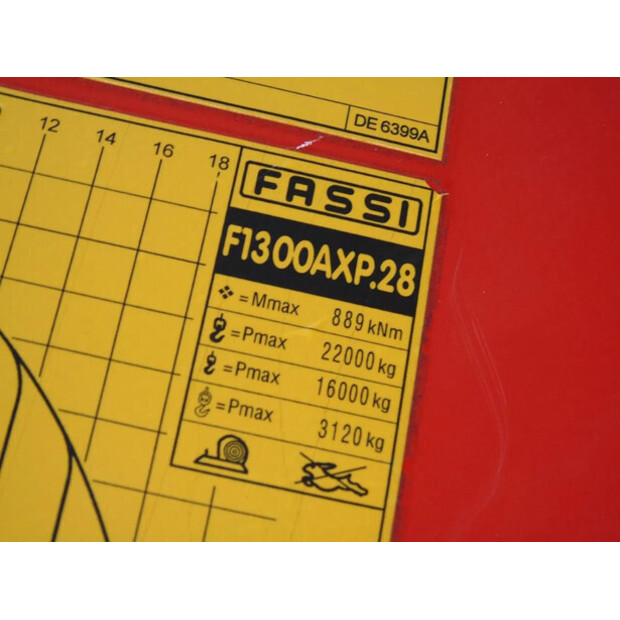 DE 6399A
12 14 16 18
FASSI
F1300AXP.28
= Mmax 889 kNm
= Pmax 22000 kg
= Pmax 16000 kg
= Pmax 3120 kg